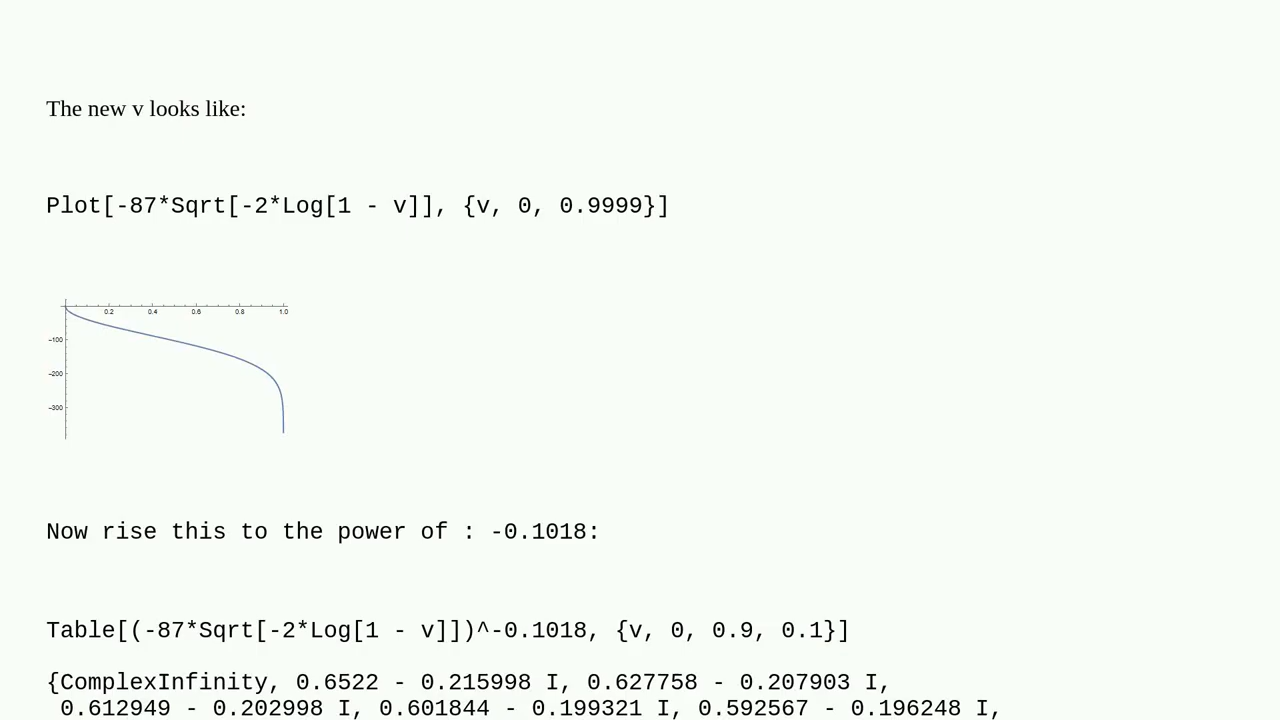 The new v looks like:
Plot[-87*Sqrt[-2*Log[1 - v]], {v, 0, 0.9999}]
0.2 0.4 0.6 0.8 1.0
-100
-200
-300
Now rise this to the power of : -0.1018:
Table[(-87*Sqrt[-2*Log[1 - v]])^-0.1018, {v, 0, 0.9, 0.1}]
{ComplexInfinity, 0.6522 - 0.215998 I, 0.627758 - 0.207903 I,
0.612949 - 0.202998 I, 0.601844 - 0.199321 I, 0.592567 - 0.196248 I,